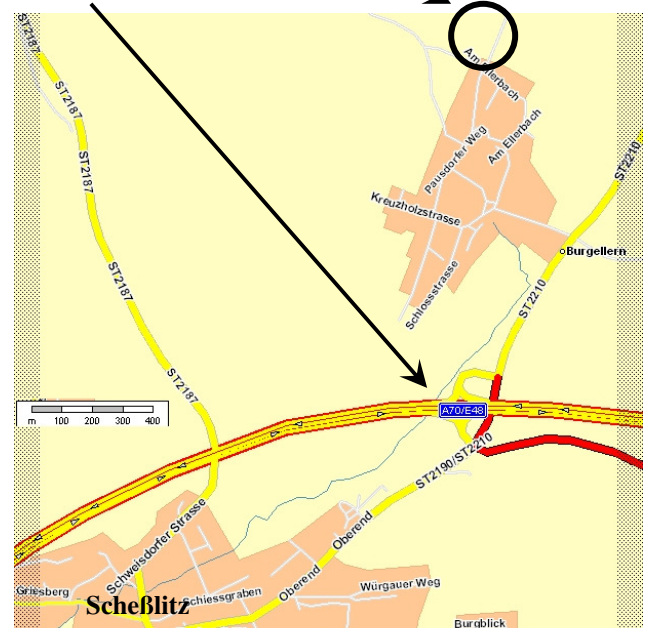 ST2187
ST2187
ST2187
ST2187
ST2187
Am Ellerbach
Am Ellerbach
Pausdorfer Weg
Kreuzholzstrasse
Schlossstrasse
ST2210
Burgellern
ST2210
A70/E48
m 100 200 300 400
ST2190/ST2210
Schweisdorfer Strasse
Oberend
Oberend
Griesberg
Scheßlitz
Schiessgraben
Würgauer Weg
Burgblick